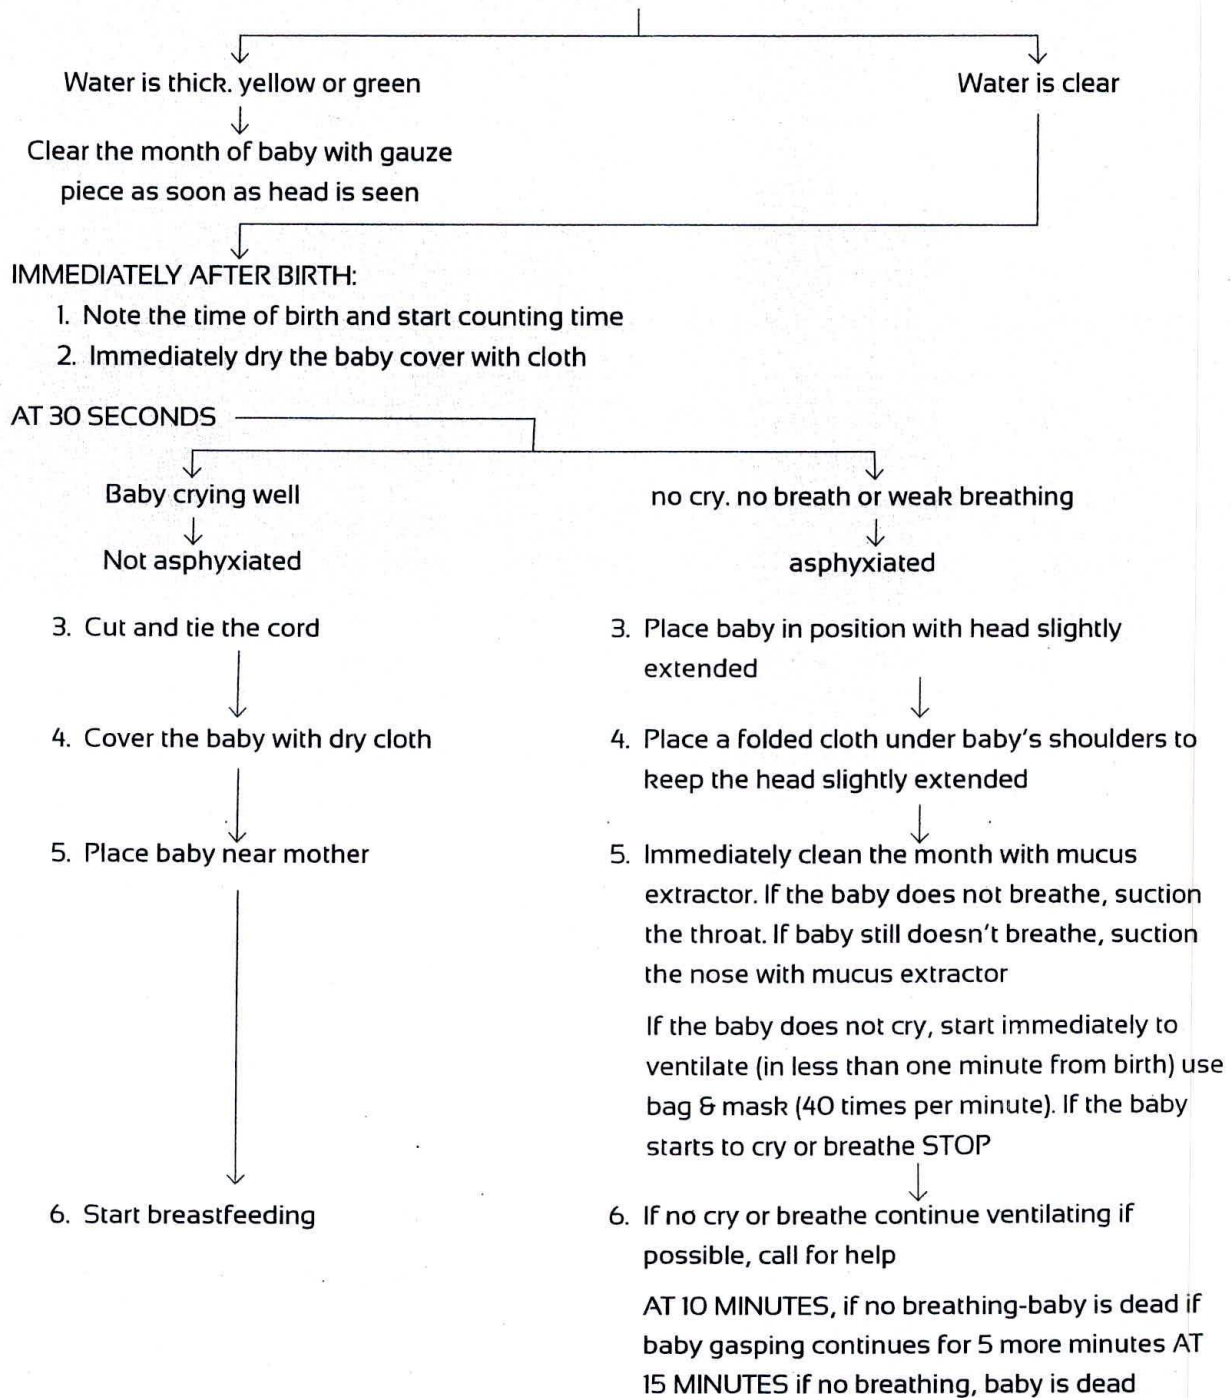 Water is thick. yellow or green
Water is clear
Clear the month of baby with gauze
piece as soon as head is seen
IMMEDIATELY AFTER BIRTH:
1. Note the time of birth and start counting time
2. Immediately dry the baby cover with cloth
AT 30 SECONDS
Baby crying well
Not asphyxiated
3. Cut and tie the cord
4. Cover the baby with dry cloth
5. Place baby near mother
6. Start breastfeeding
no cry. no breath or weak breathing
asphyxiated
3. Place baby in position with head slightly
extended
4. Place a folded cloth under baby's shoulders to
keep the head slightly extended
5. Immediately clean the month with mucus
extractor. If the baby does not breathe, suction
the throat. If baby still doesn't breathe, suction
the nose with mucus extractor
If the baby does not cry, start immediately to
ventilate (in less than one minute from birth) use
bag & mask (40 times per minute). If the baby
starts to cry or breathe STOP
6. If no cry or breathe continue ventilating if
possible, call for help
AT 10 MINUTES, if no breathing-baby is dead if
baby gasping continues for 5 more minutes AT
15 MINUTES if no breathing, baby is dead